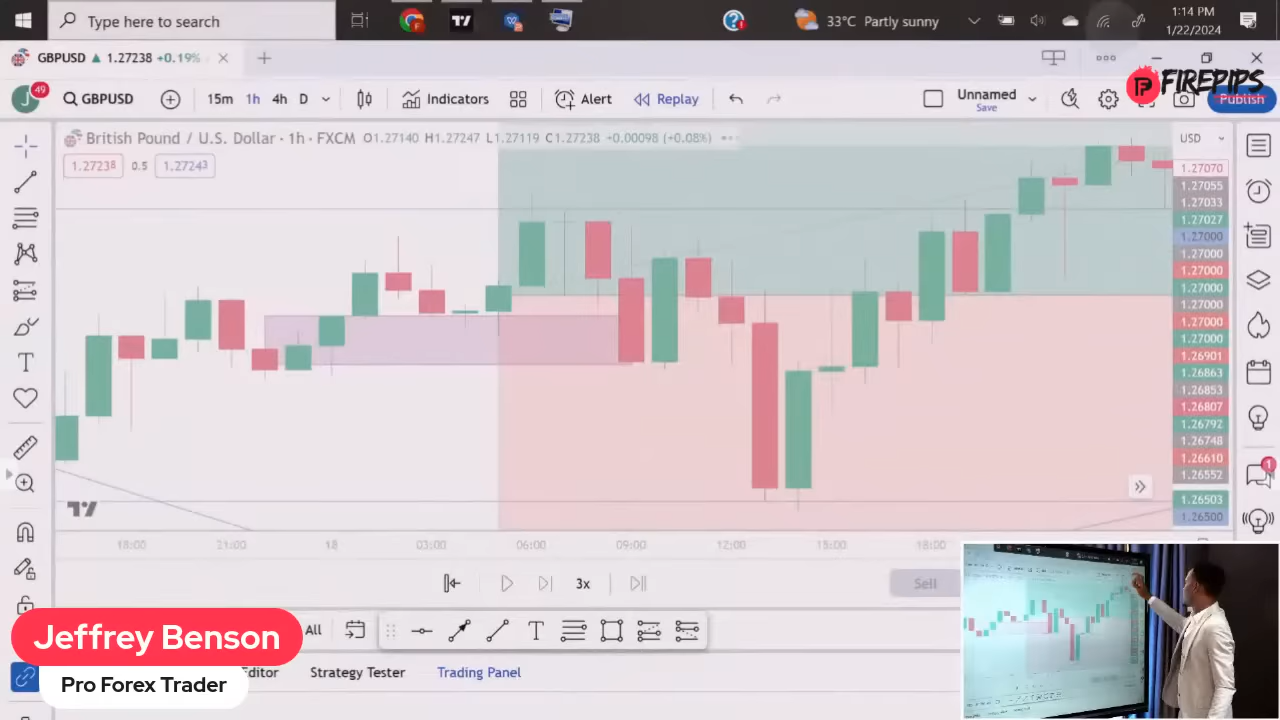 Type here to search
33°C Partly sunny
1:14 PM
1/22/2024
GBPUSD ▲ 1.27238 +0.19%
FIREPIPS
J
49
GBPUSD
15m 1h 4h D
Indicators
Alert
Replay
Unnamed
Save
Publish
British Pound / U.S. Dollar · 1h · FXCM O1.27140 H1.27247 L1.27119 C1.27238 +0.00098 (+0.08%)
1.27238 0.5 1.27243
USD
1.27070
1.27055
1.27033
1.27027
1.27000
1.27000
1.27000
1.27000
1.27000
1.27000
1.27000
1.26901
1.26863
1.26853
1.26807
1.26792
1.26748
1.26610
1.26552
1.26503
1.26500
1
18:00 21:00 18 03:00 06:00 09:00 12:00 15:00 18:00
3x
Sell
All
Jeffrey Benson
Editor Strategy Tester Trading Panel
Pro Forex Trader